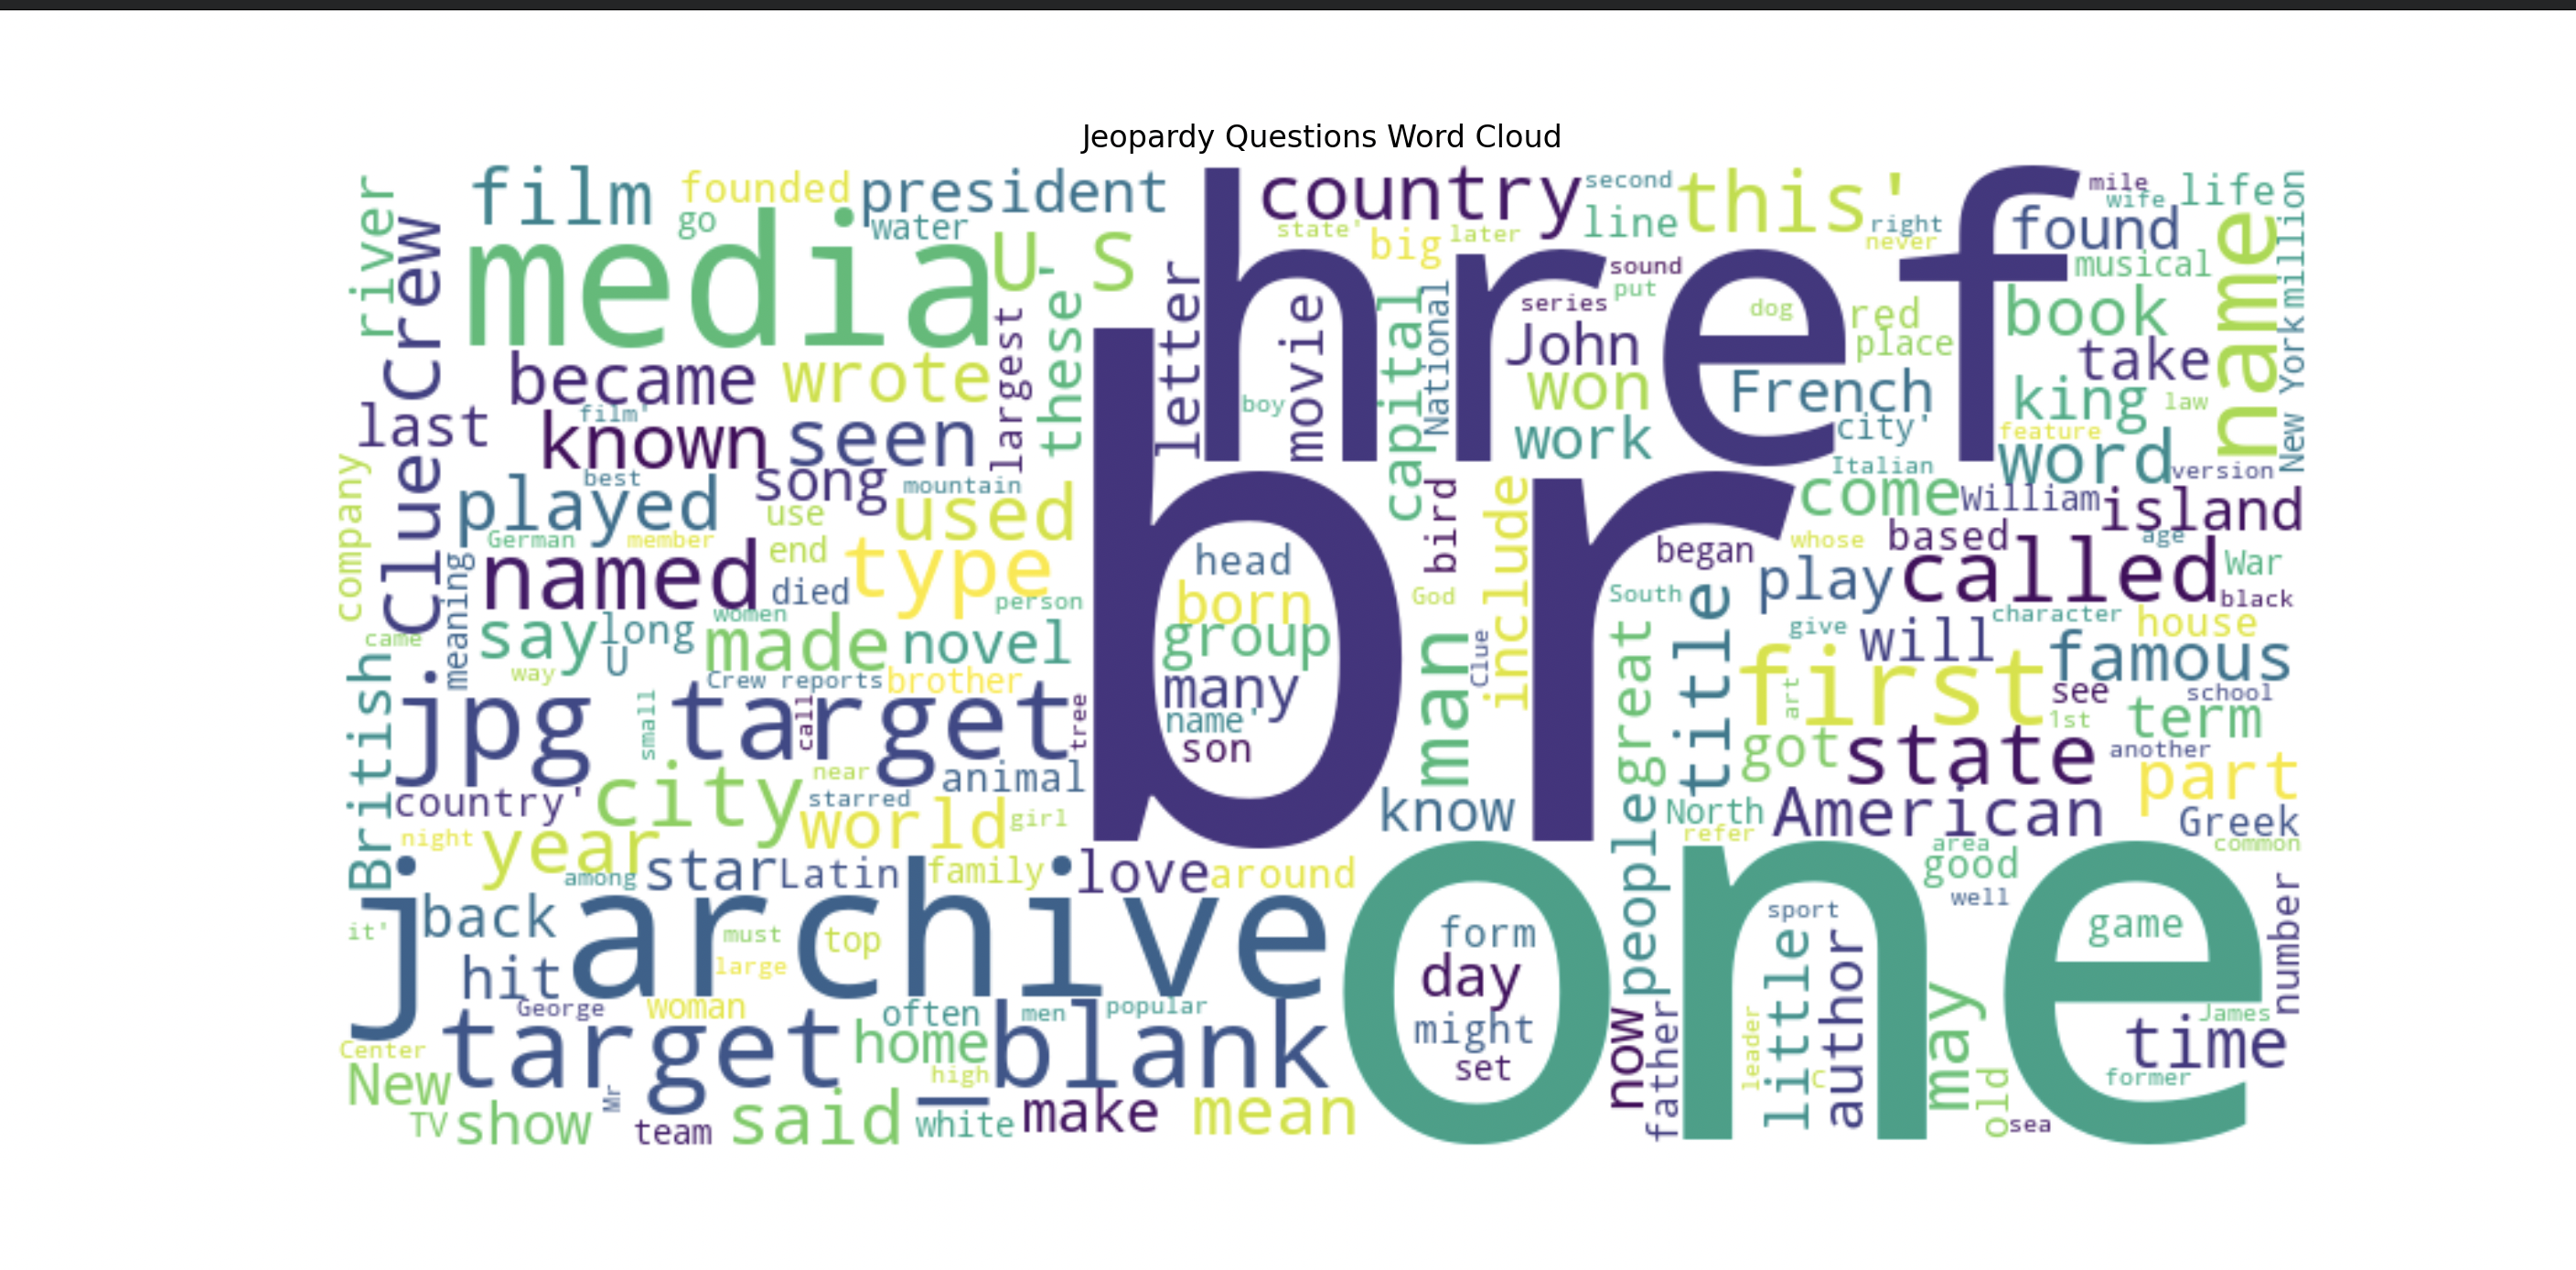 Jeopardy Questions Word Cloud
river
film
founded
president
country
second
this'
mile
life
million
go
water
line
right
wife
found
crew
media
U S
state'
big
later
never
musical
name
letter
href
sound
put
series
dog
red
place
book
largest
these
movie
capital
National
John
take
New York
became
wrote
boy
won
French
king
law
last
film'
known
seen
work
city'
feature
word
version
company
Clue
played
best
song
mountain
used
use
br
bird
include
Italian
come
William
island
German
member
end
type
head
began
whose
based
age
War
meaning
named
died
person
born
God
South
play
called
black
came
women
say
long
U
made
novel
group
man
Clue
great
title
give
will
character
house
British
way
Crew reports
brother
many
first
art
famous
see
school
jpg target
small
call
tree
name'
son
got
1st
term
state
another
country'
city
near
animal
starred
know
people
North
American
part
night
year
world
girl
refer
Greek
common
among
star
Latin
family
love
around
area
good
well
it'
j archive
back
must
top
one
form
sport
game
number
hit
large
day
little
author
George
woman
often
men
popular
might
now
father
leader
may
James
time
Center
target _blank
home
high
set
C
former
New
Mr
old
TV
show
team
said
white
make
mean
sea